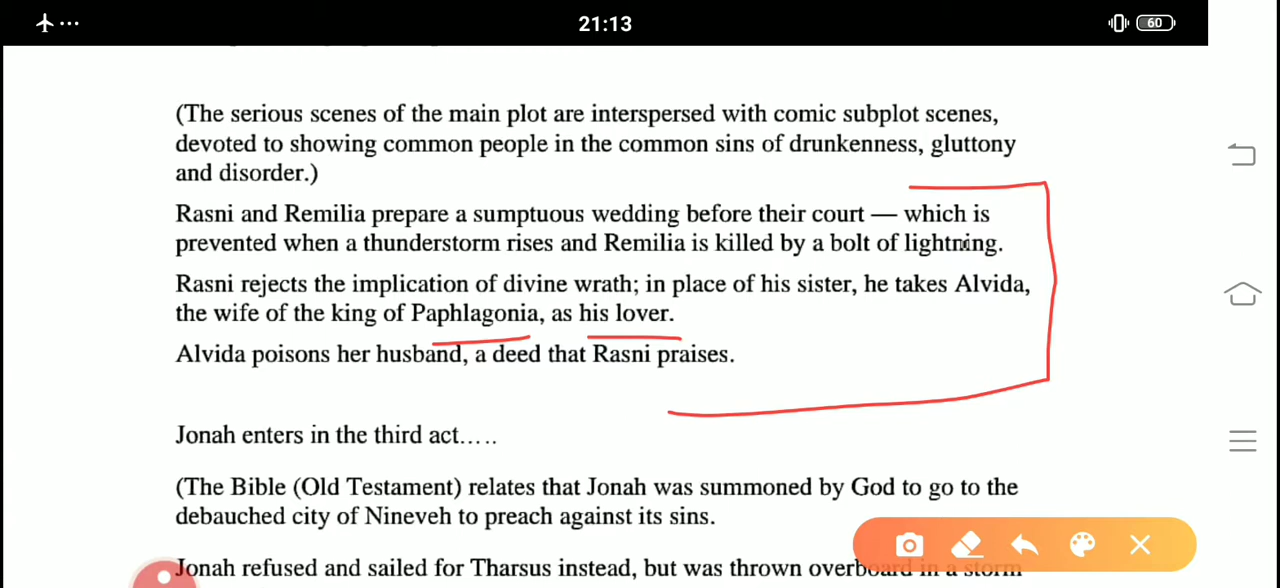 21:13
60
(The serious scenes of the main plot are interspersed with comic subplot scenes,
devoted to showing common people in the common sins of drunkenness, gluttony
and disorder.)
Rasni and Remilia prepare a sumptuous wedding before their court — which is
prevented when a thunderstorm rises and Remilia is killed by a bolt of lightning.
Rasni rejects the implication of divine wrath; in place of his sister, he takes Alvida,
the wife of the king of Paphlagonia, as his lover.
Alvida poisons her husband, a deed that Rasni praises.
Jonah enters in the third act.....
(The Bible (Old Testament) relates that Jonah was summoned by God to go to the
debauched city of Nineveh to preach against its sins.
Jonah refused and sailed for Tharsus instead, but was thrown overboard in a storm